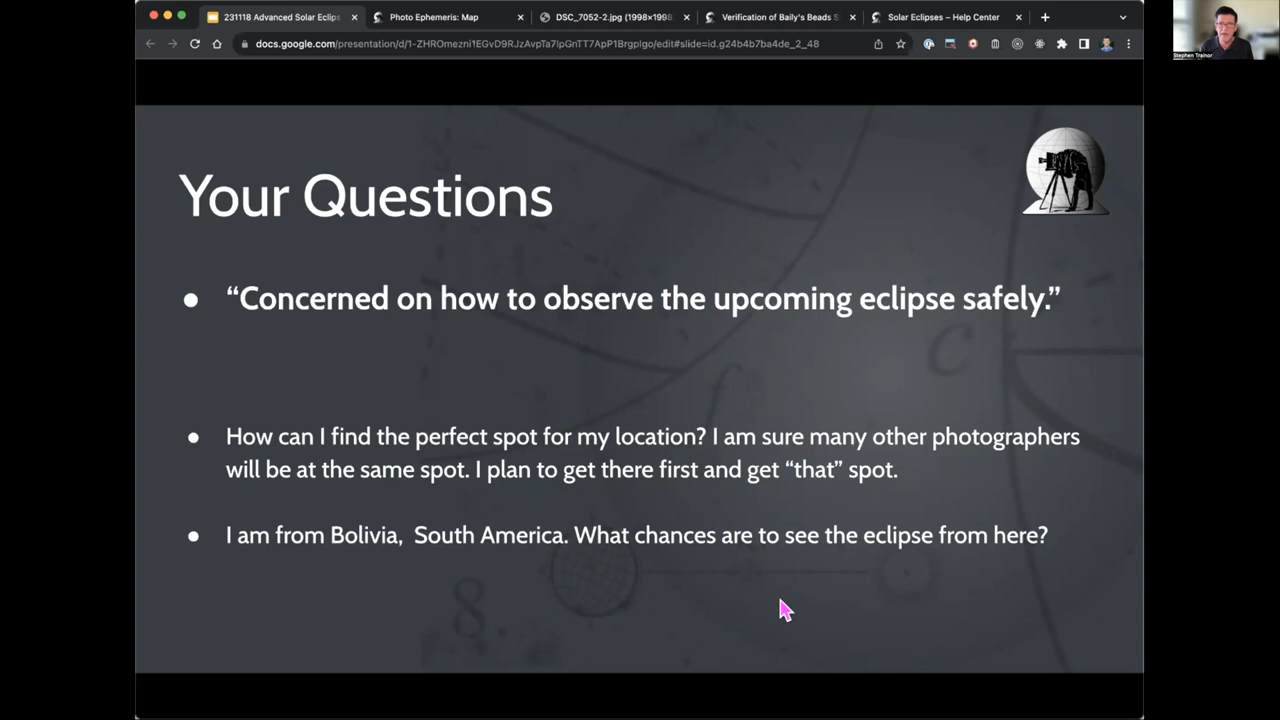 231118 Advanced Solar Eclips
Photo Ephemeris: Map
DSC_7052-2.jpg (1998×1998
Verification of Baily's Beads S
Solar Eclipses – Help Center
docs.google.com/presentation/d/1-ZHROmezni1EGvD9RJzAvpTa7lpGnTT7ApP1Brgplgo/edit#slide=id.g24b4b7ba4de_2_48
Stephen Trainor
Your Questions
● “Concerned on how to observe the upcoming eclipse safely.”
● How can I find the perfect spot for my location? I am sure many other photographers
will be at the same spot. I plan to get there first and get “that” spot.
● I am from Bolivia, South America. What chances are to see the eclipse from here?
C
8